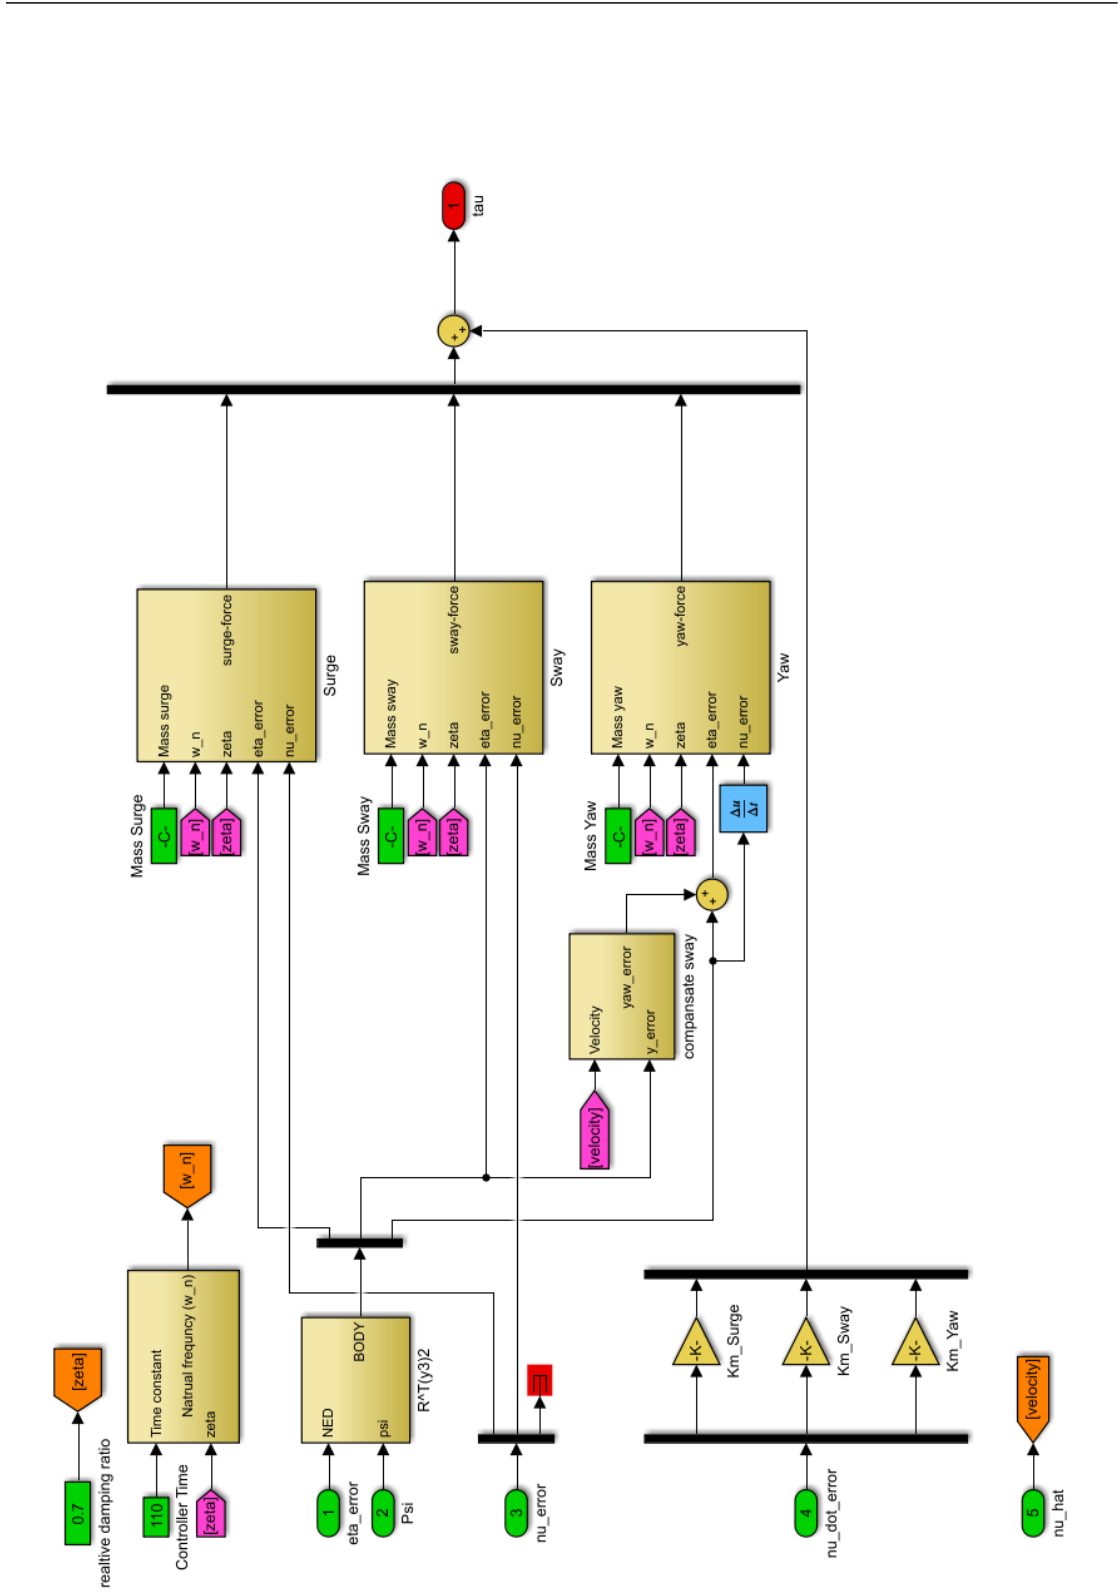 realtive damping ratio
0.7
[zeta]
Controller Time
110
[zeta]
Time constant
Natrual frequncy (w_n)
zeta
[w_n]
eta_error
1
Psi
2
NED
BODY
psi
R^T(y3)2
nu_error
3
nu_dot_error
4
-K-
Km_Surge
-K-
Km_Sway
-K-
Km_Yaw
nu_hat
5
[velocity]
[velocity]
Velocity
yaw_error
y_error
compansate sway
+
+
Δu
Δt
Mass Surge
-C-
[w_n]
[zeta]
Mass surge
w_n
zeta
eta_error
nu_error
surge-force
Surge
Mass Sway
-C-
[w_n]
[zeta]
Mass sway
w_n
zeta
eta_error
nu_error
sway-force
Sway
Mass Yaw
-C-
[w_n]
[zeta]
Mass yaw
w_n
zeta
eta_error
nu_error
yaw-force
Yaw
+
+
1
tau